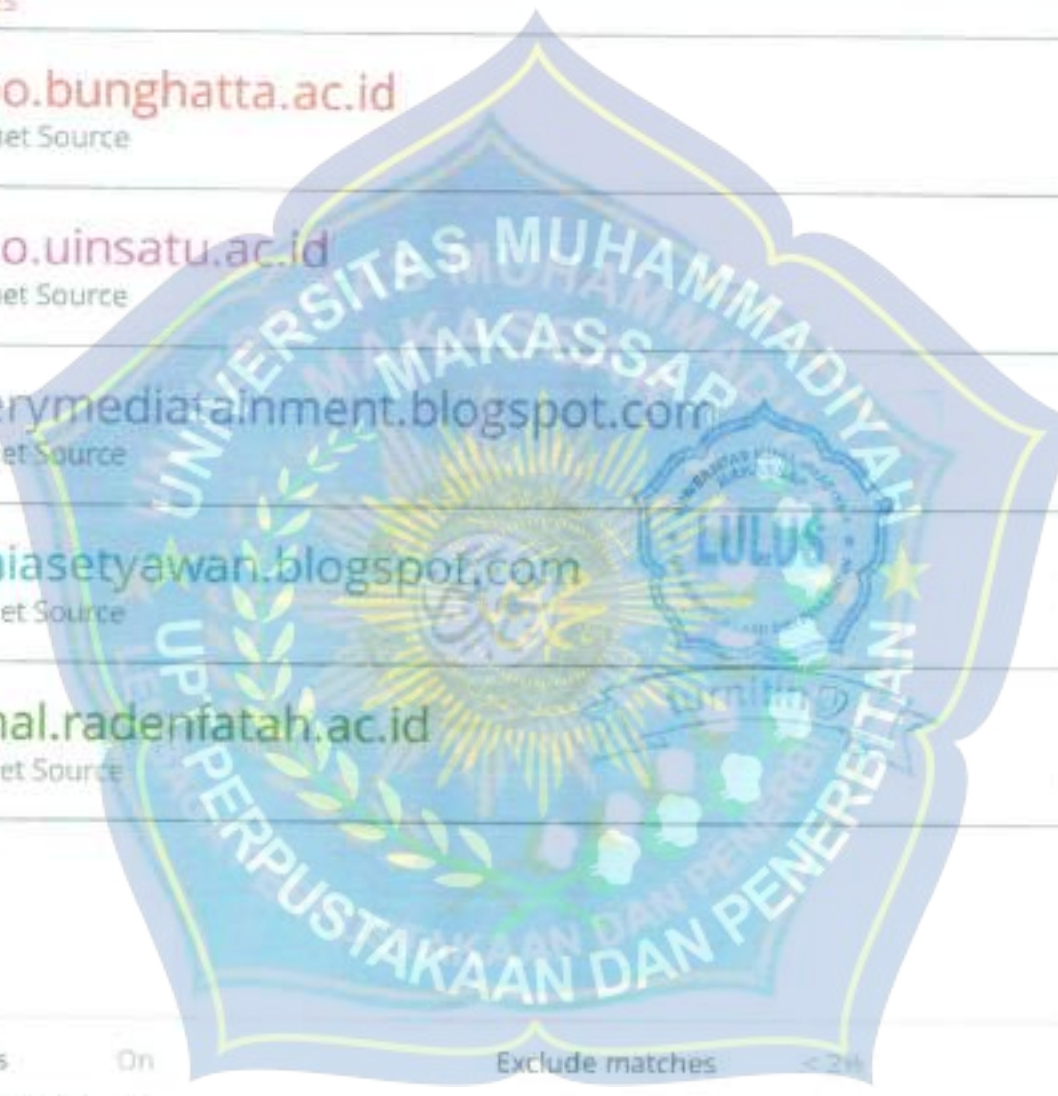 o.bunghatta.ac.id
et Source
o.uinsatu.ac.id
et Source
erymediatainment.blogspot.com
et Source
iasetyawan.blogspot.com
et Source
nal.radenfatah.ac.id
et Source
UNIVERSITAS MUHAMMADIYAH
MAKASSAR
UPT PERPUSTAKAAN DAN PENERBITAN
LULUS
turnitin
On
Exclude matches